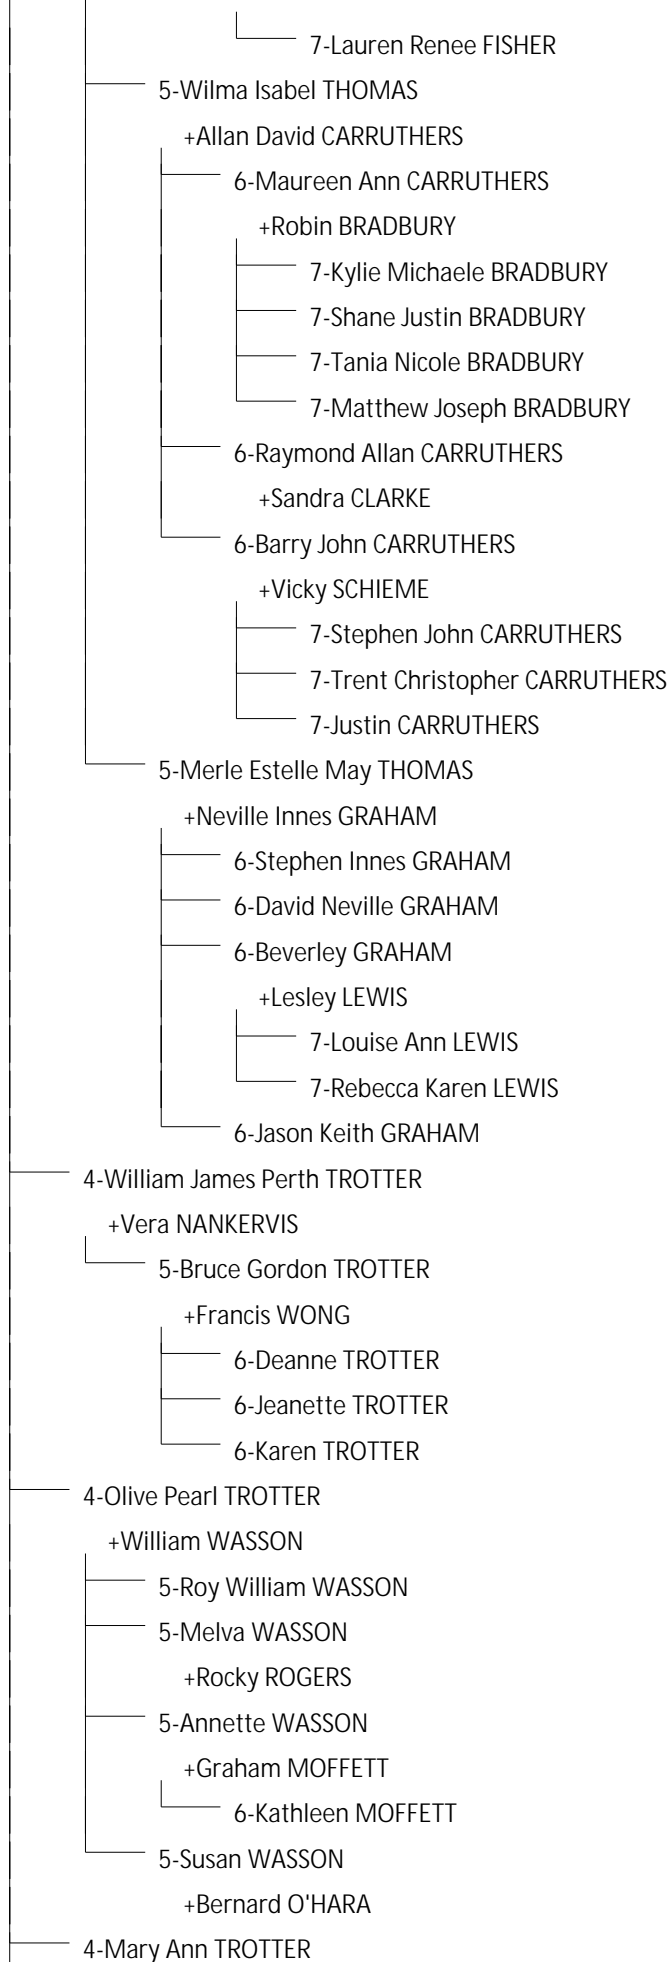 7-Lauren Renee FISHER
5-Wilma Isabel THOMAS
+Allan David CARRUTHERS
6-Maureen Ann CARRUTHERS
+Robin BRADBURY
7-Kylie Michaele BRADBURY
7-Shane Justin BRADBURY
7-Tania Nicole BRADBURY
7-Matthew Joseph BRADBURY
6-Raymond Allan CARRUTHERS
+Sandra CLARKE
6-Barry John CARRUTHERS
+Vicky SCHIEME
7-Stephen John CARRUTHERS
7-Trent Christopher CARRUTHERS
7-Justin CARRUTHERS
5-Merle Estelle May THOMAS
+Neville Innes GRAHAM
6-Stephen Innes GRAHAM
6-David Neville GRAHAM
6-Beverley GRAHAM
+Lesley LEWIS
7-Louise Ann LEWIS
7-Rebecca Karen LEWIS
6-Jason Keith GRAHAM
4-William James Perth TROTTER
+Vera NANKERVIS
5-Bruce Gordon TROTTER
+Francis WONG
6-Deanne TROTTER
6-Jeanette TROTTER
6-Karen TROTTER
4-Olive Pearl TROTTER
+William WASSON
5-Roy William WASSON
5-Melva WASSON
+Rocky ROGERS
5-Annette WASSON
+Graham MOFFETT
6-Kathleen MOFFETT
5-Susan WASSON
+Bernard O'HARA
4-Mary Ann TROTTER